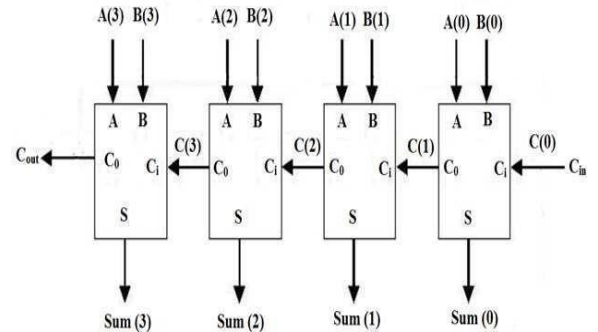 A(3) B(3) A(2) B(2) A(1) B(1) A(0) B(0)
A B A B A B A B
Cout C0 Ci C(3) C0 Ci C(2) C0 Ci C(1) C0 Ci C(0) Cin
S S S S
Sum (3) Sum (2) Sum (1) Sum (0)